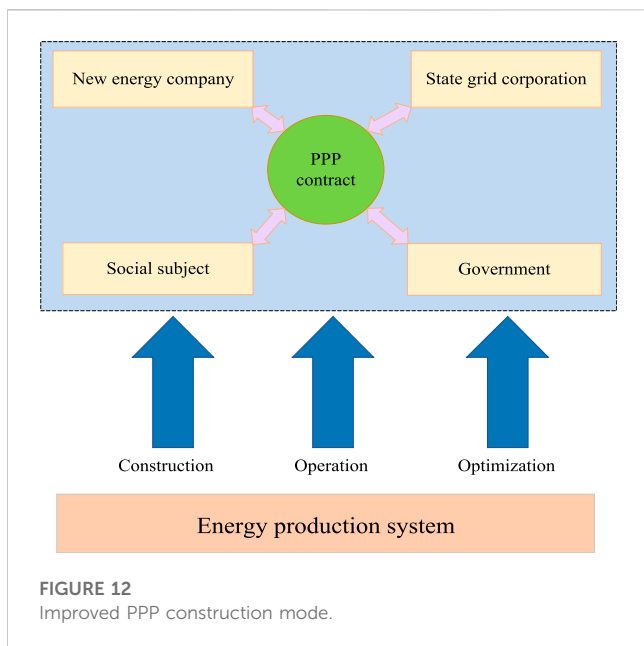 New energy company
State grid corporation
PPP
contract
Social subject
Government
Construction
Operation
Optimization
Energy production system
FIGURE 12
Improved PPP construction mode.